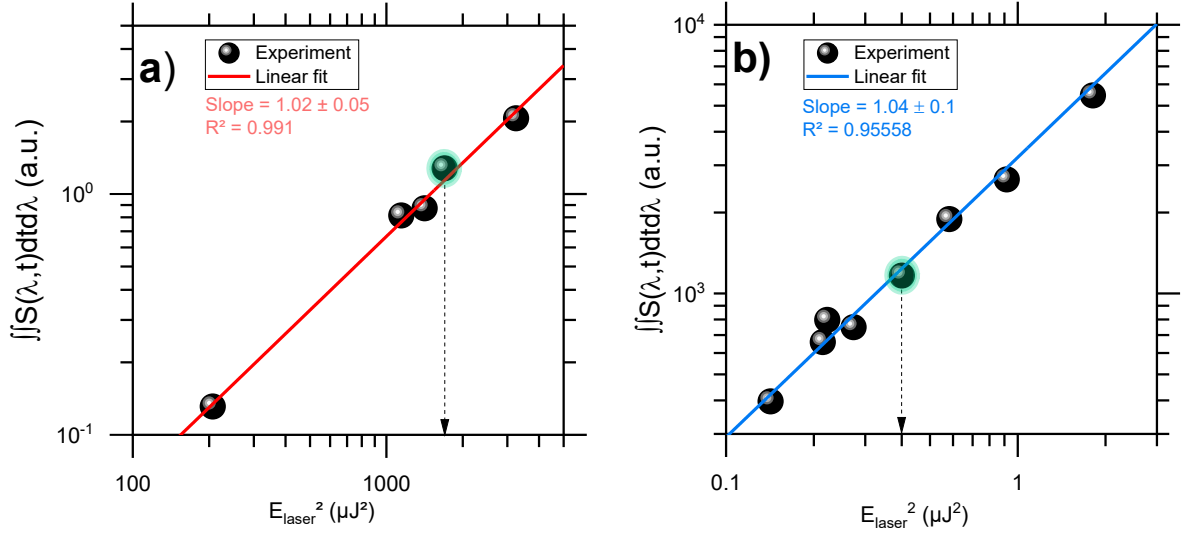 a)
Experiment
Linear fit
Slope = 1.02 ± 0.05
R² = 0.991
∫∫S(λ,t)dtdλ (a.u.)
10⁰
10⁻¹
100
1000
E_laser² (µJ²)
b)
Experiment
Linear fit
Slope = 1.04 ± 0.1
R² = 0.95558
∫∫S(λ,t)dtdλ (a.u.)
10⁴
10³
0.1
1
E_laser² (µJ²)